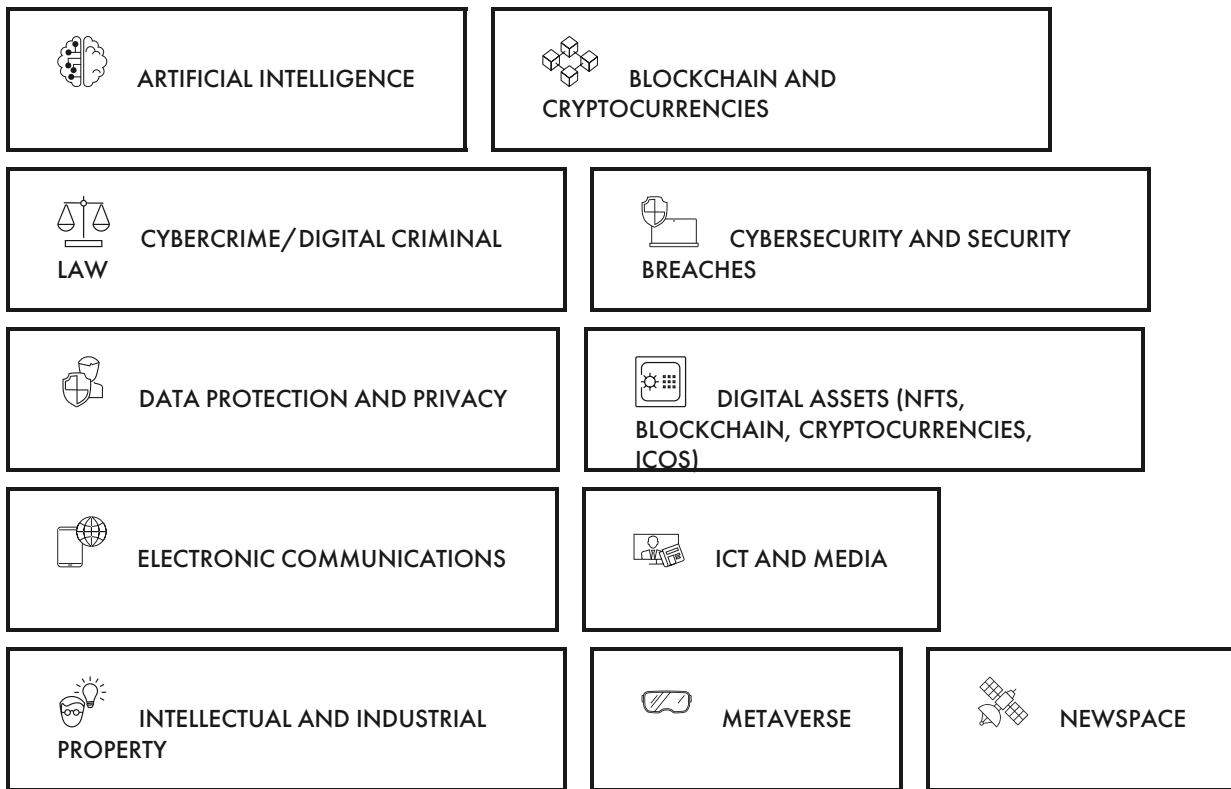 ARTIFICIAL INTELLIGENCE
BLOCKCHAIN AND
CRYPTOCURRENCIES
CYBERCRIME/DIGITAL CRIMINAL
LAW
CYBERSECURITY AND SECURITY
BREACHES
DATA PROTECTION AND PRIVACY
DIGITAL ASSETS (NFTS,
BLOCKCHAIN, CRYPTOCURRENCIES,
ICOS)
ELECTRONIC COMMUNICATIONS
ICT AND MEDIA
INTELLECTUAL AND INDUSTRIAL
PROPERTY
METAVERSE
NEWSPACE